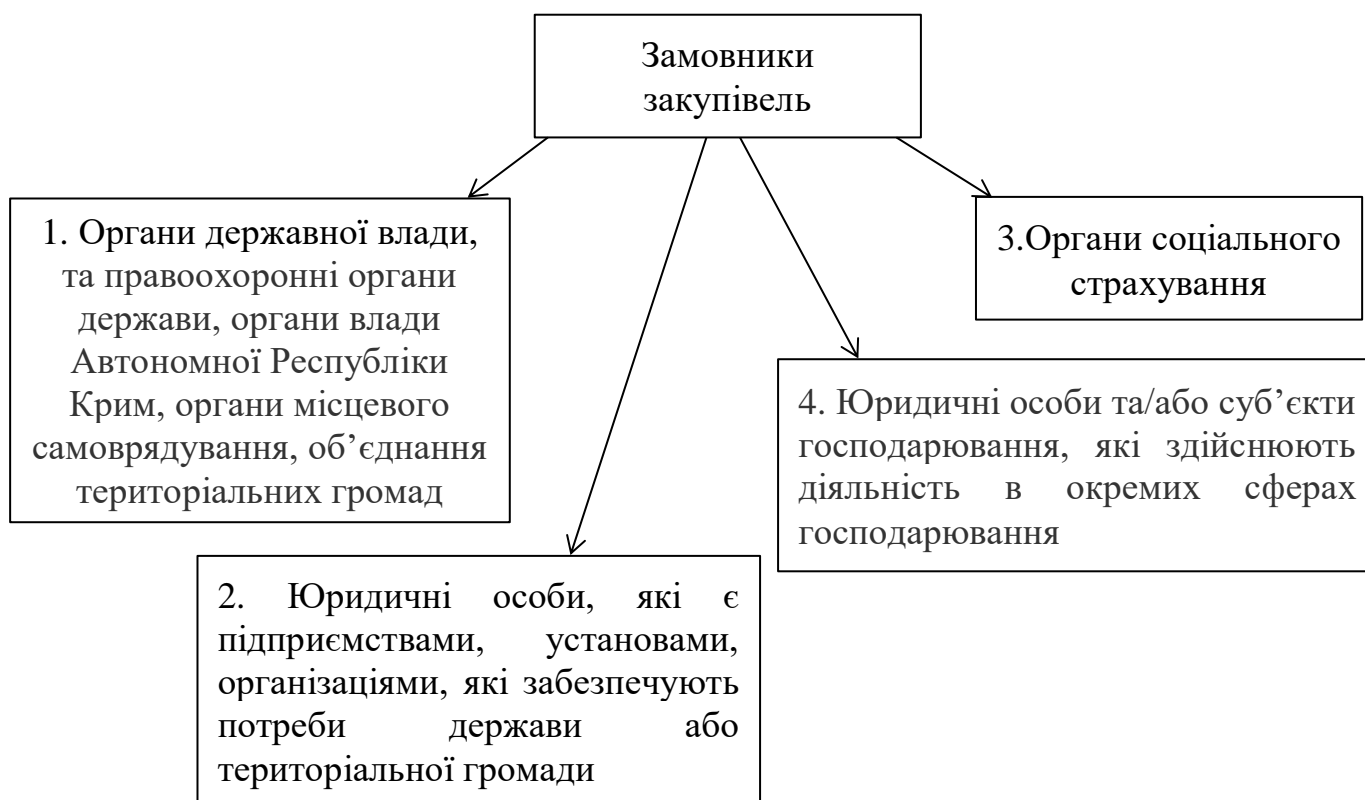 Замовники
закупівель
1. Органи державної влади,
та правоохоронні органи
держави, органи влади
Автономної Республіки
Крим, органи місцевого
самоврядування, об’єднання
територіальних громад
2. Юридичні особи, які є
підприємствами, установами,
організаціями, які забезпечують
потреби держави або
територіальної громади
3.Органи соціального
страхування
4. Юридичні особи та/або суб’єкти
господарювання, які здійснюють
діяльність в окремих сферах
господарювання